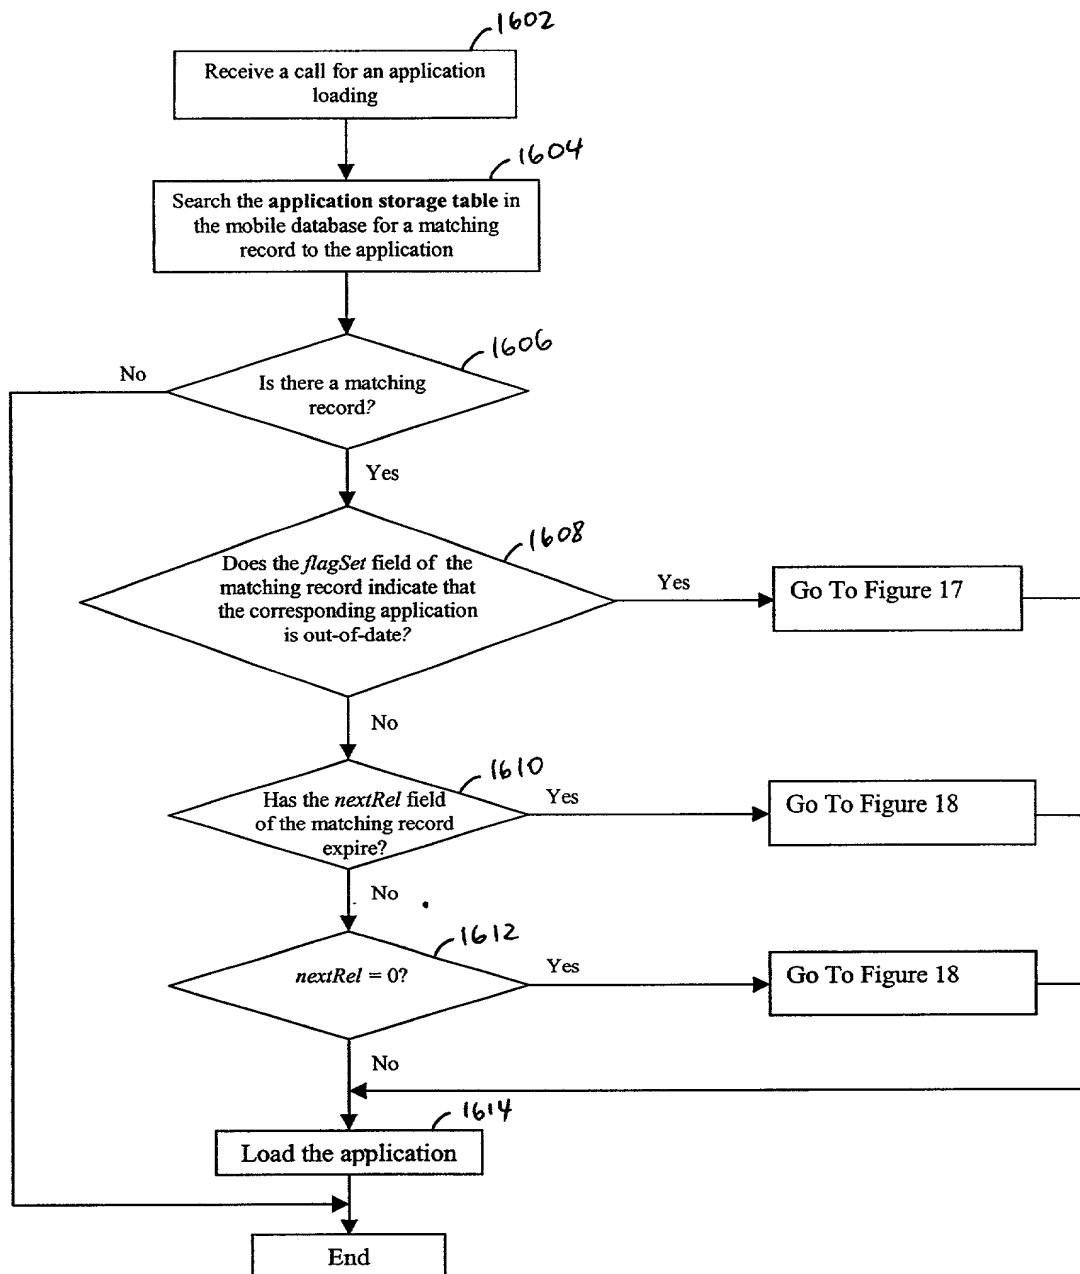 1602
Receive a call for an application
loading
1604
Search the application storage table in
the mobile database for a matching
record to the application
1606
No
Is there a matching
record?
Yes
1608
Does the flagSet field of the
matching record indicate that
the corresponding application
is out-of-date?
Yes
Go To Figure 17
No
1610
Has the nextRel field
of the matching record
expire?
Yes
Go To Figure 18
No
1612
nextRel = 0?
Yes
Go To Figure 18
No
1614
Load the application
End